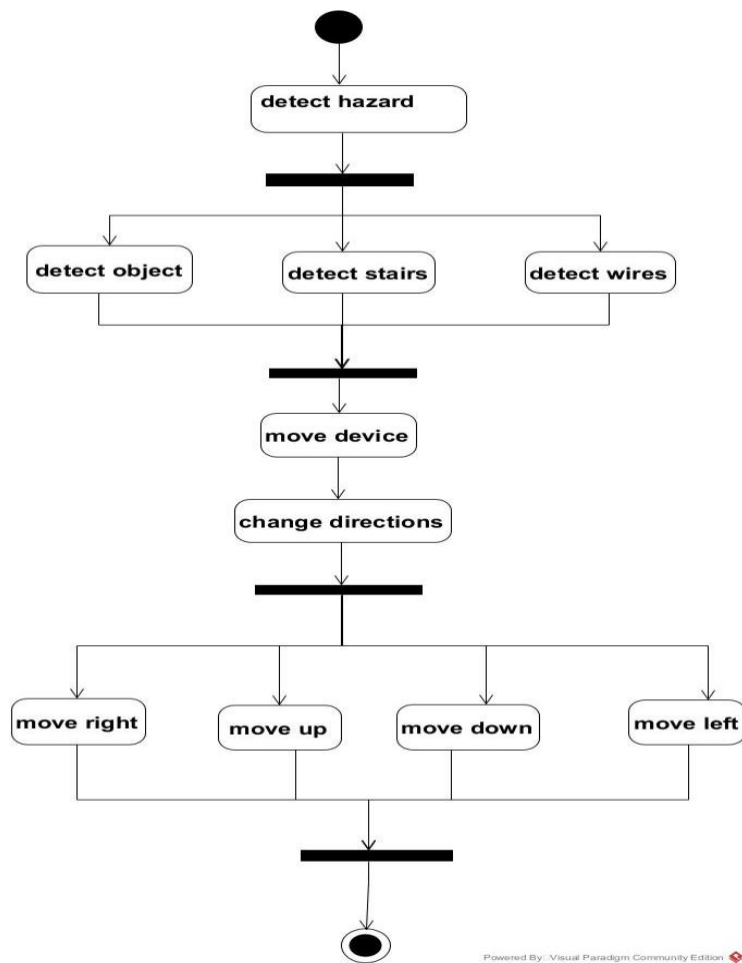 detect hazard
detect object
detect stairs
detect wires
move device
change directions
move right
move up
move down
move left
Powered By: Visual Paradigm Community Edition